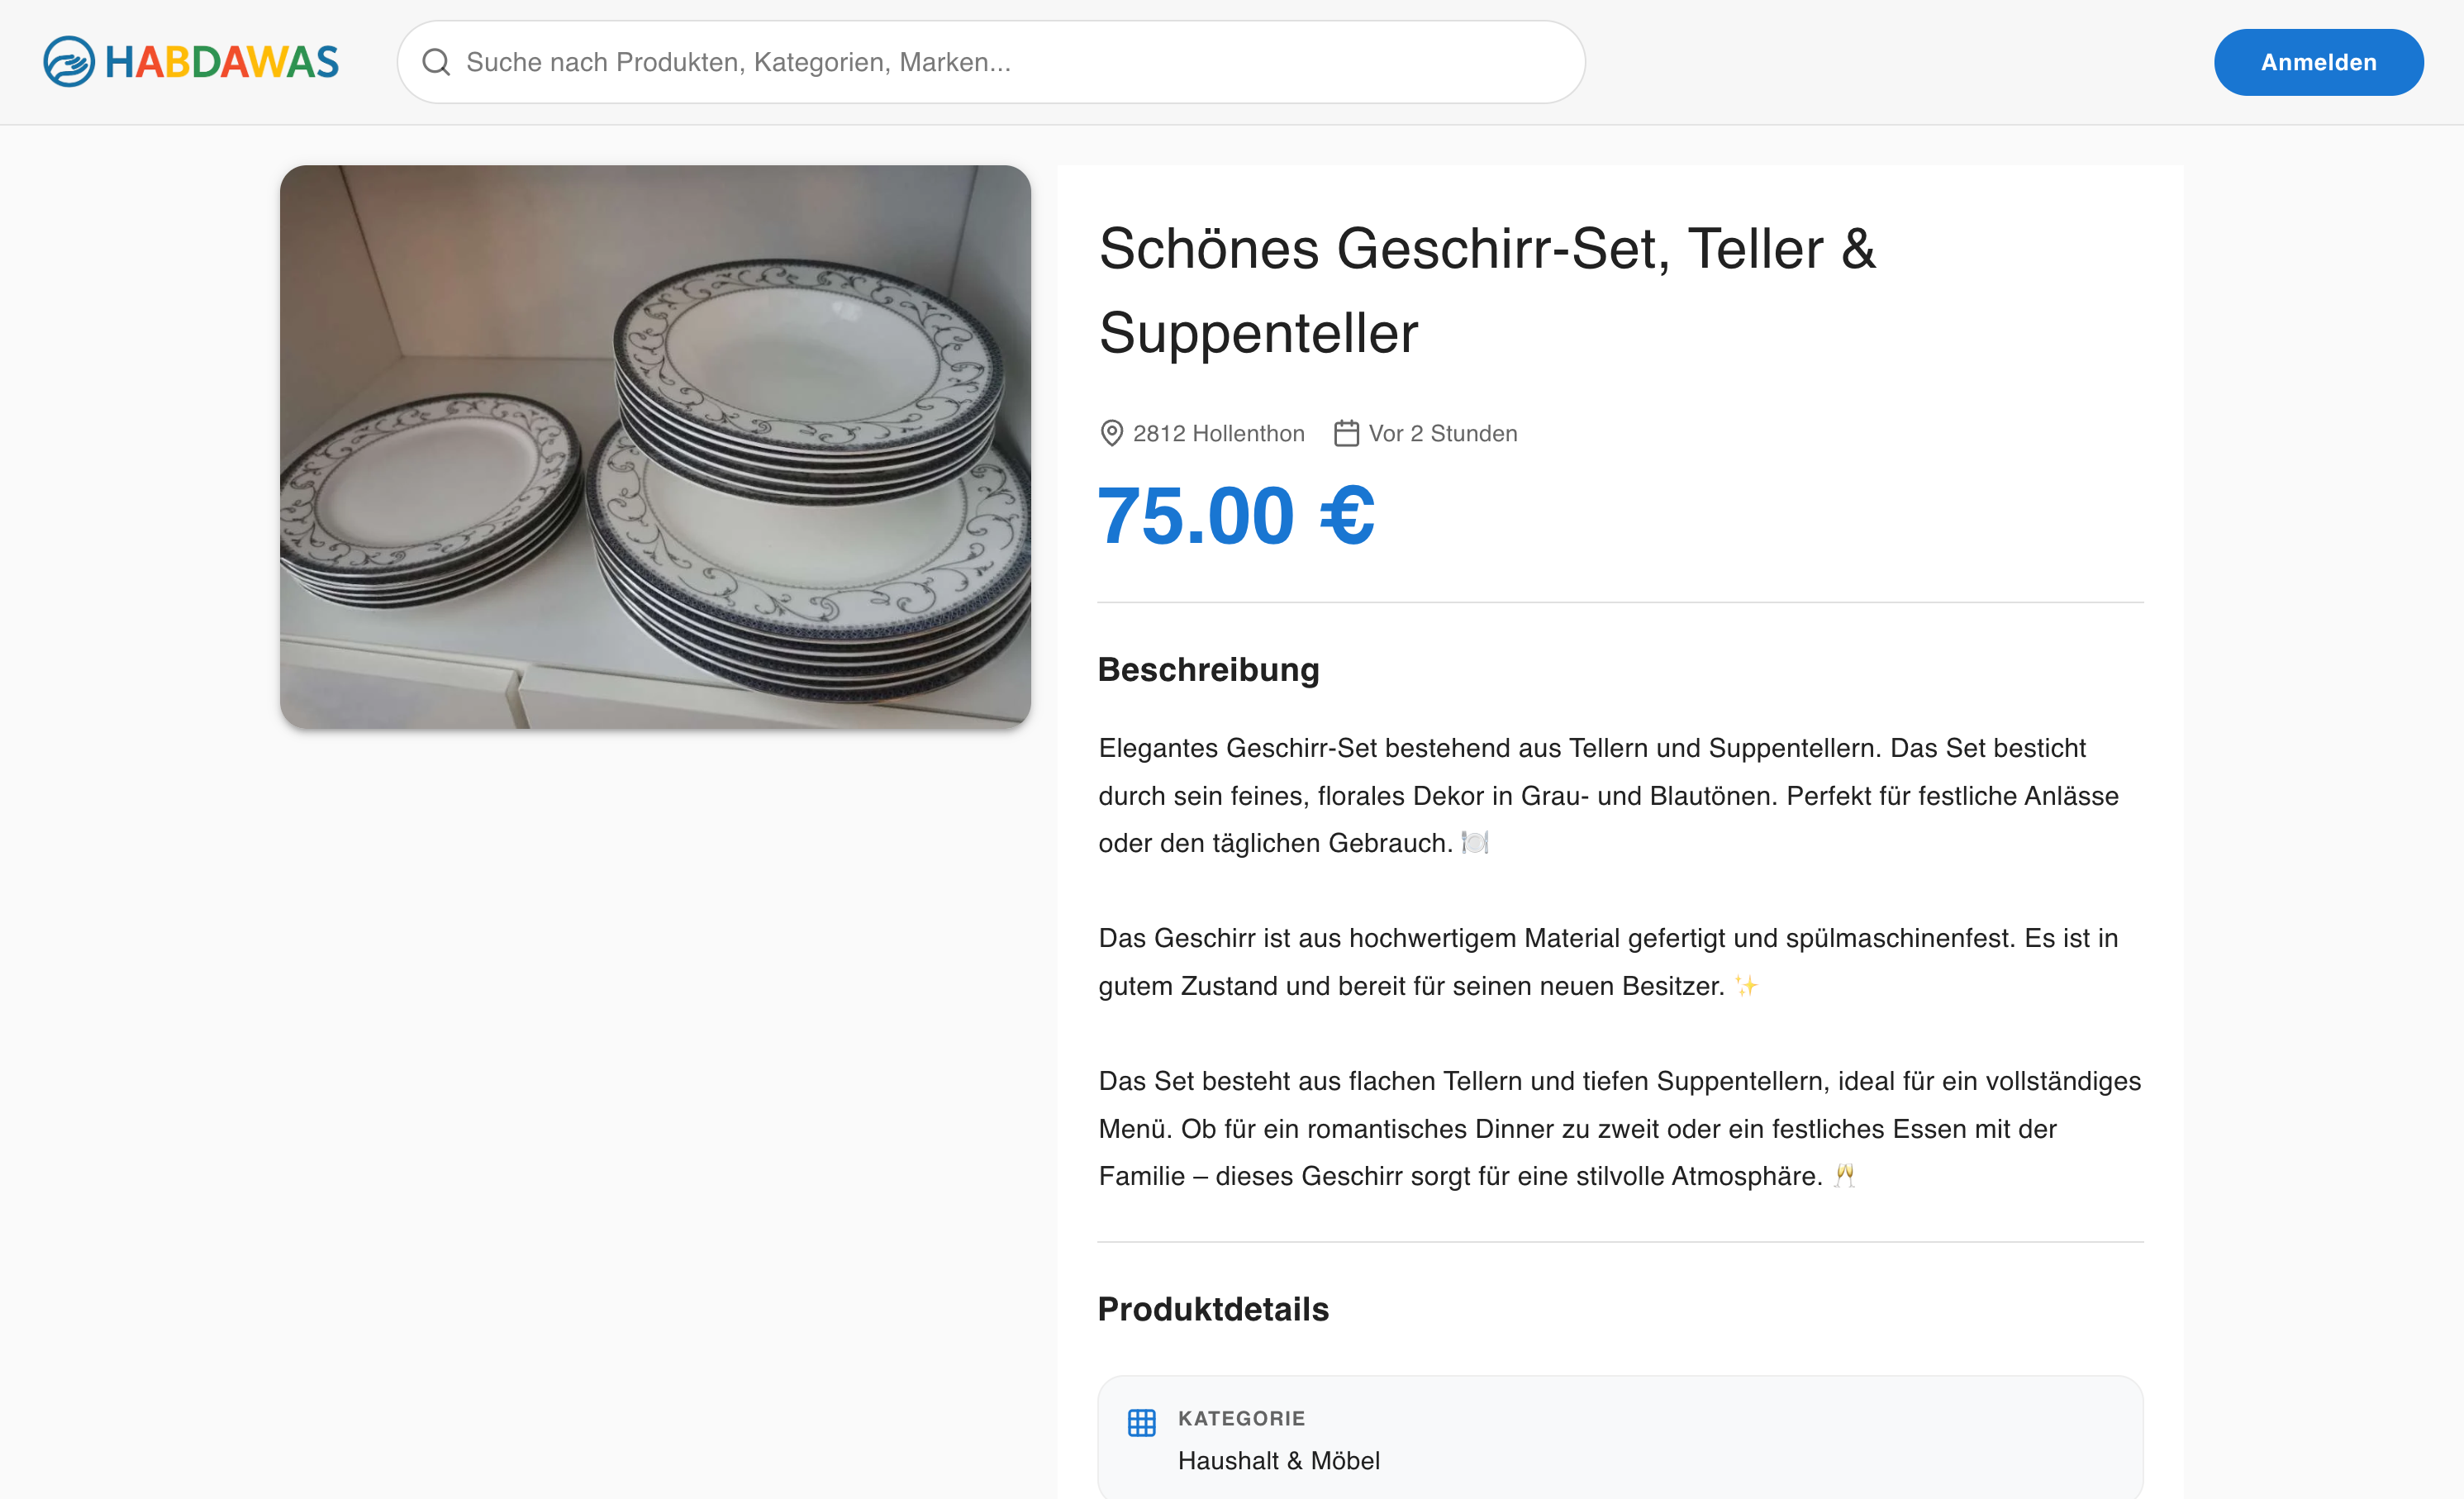 HABDAWAS
Suche nach Produkten, Kategorien, Marken...
Anmelden
Schönes Geschirr-Set, Teller &
Suppenteller
2812 Hollenthon Vor 2 Stunden
75.00 €
Beschreibung
Elegantes Geschirr-Set bestehend aus Tellern und Suppentellern. Das Set besticht
durch sein feines, florales Dekor in Grau- und Blautönen. Perfekt für festliche Anlässe
oder den täglichen Gebrauch. 🍽️
Das Geschirr ist aus hochwertigem Material gefertigt und spülmaschinenfest. Es ist in
gutem Zustand und bereit für seinen neuen Besitzer. ✨
Das Set besteht aus flachen Tellern und tiefen Suppentellern, ideal für ein vollständiges
Menü. Ob für ein romantisches Dinner zu zweit oder ein festliches Essen mit der
Familie – dieses Geschirr sorgt für eine stilvolle Atmosphäre. 🥂
Produktdetails
KATEGORIE
Haushalt & Möbel